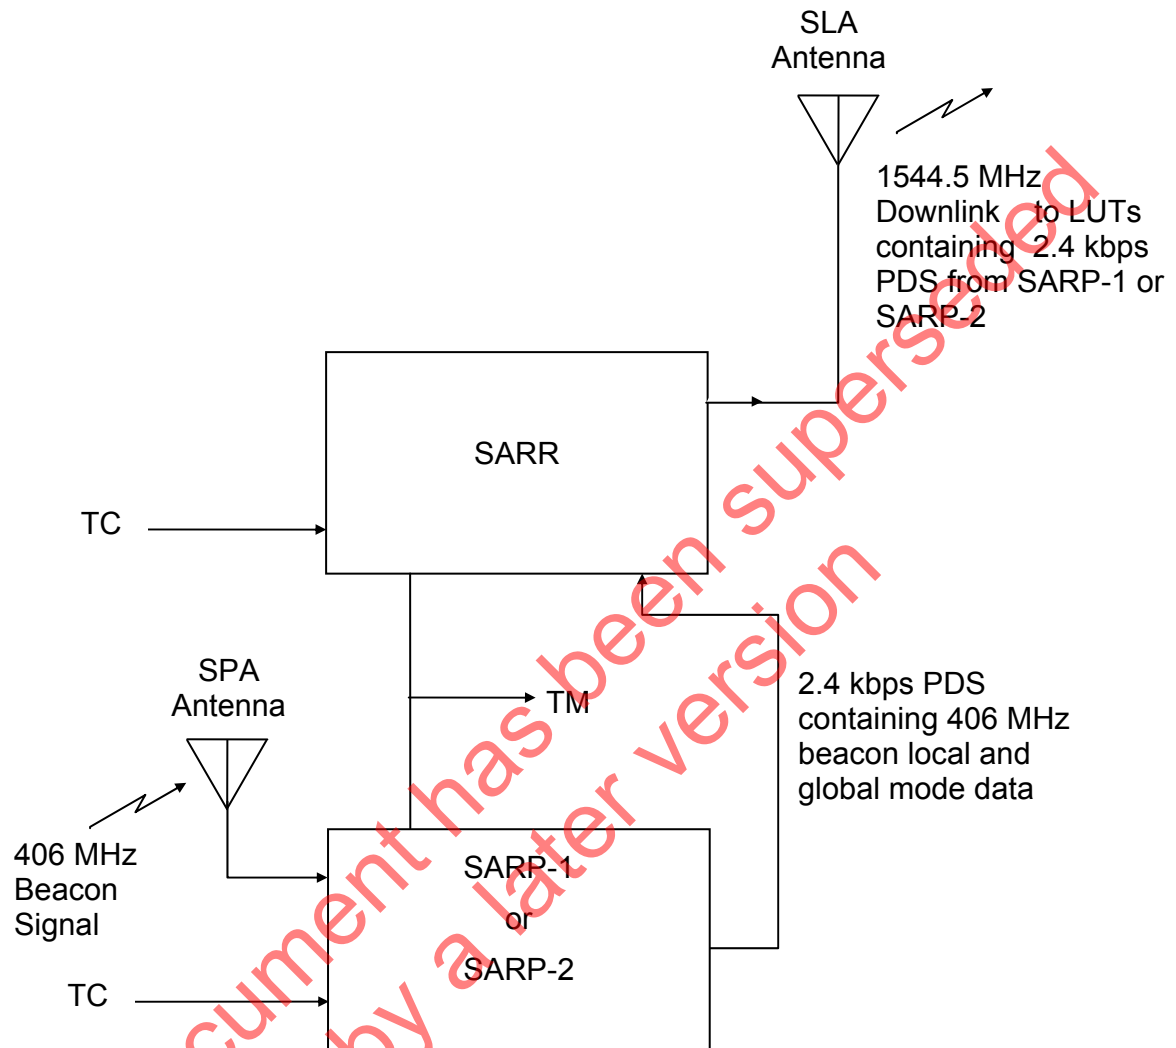 SLA
Antenna
1544.5 MHz
Downlink to LUTs
containing 2.4 kbps
PDS from SARP-1 or
SARP-2
SARR
TC
SPA
Antenna
TM
2.4 kbps PDS
containing 406 MHz
beacon local and
global mode data
406 MHz
Beacon
Signal
SARP-1
or
SARP-2
TC
cument has been superseded
by a later version